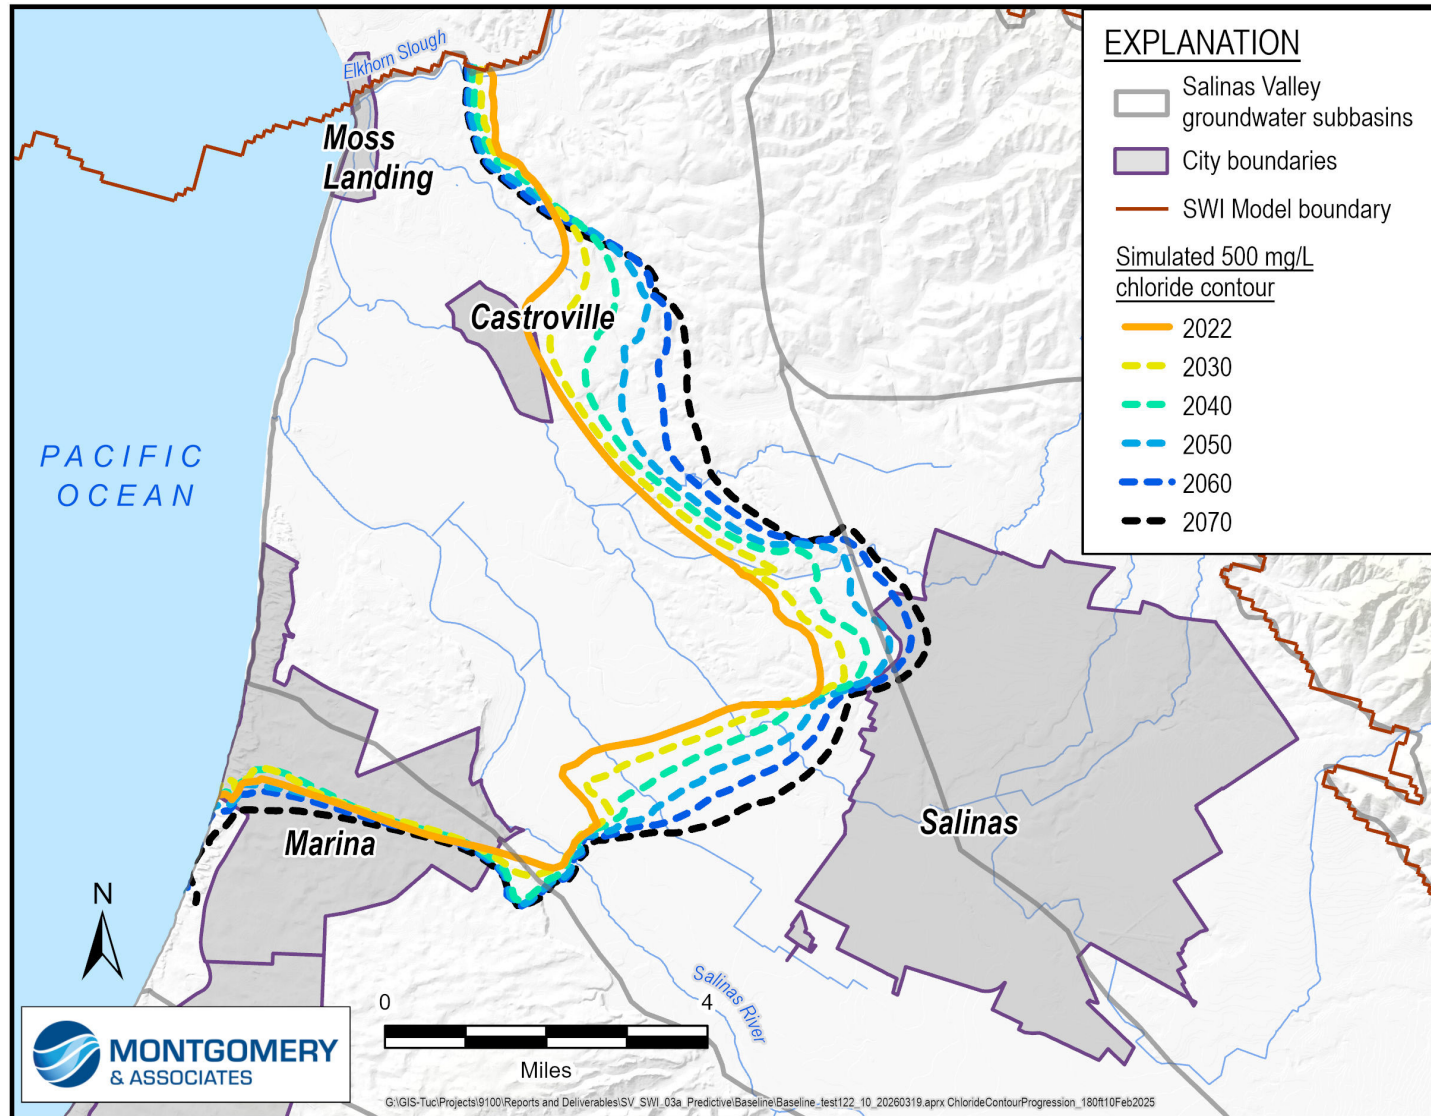 Elkhorn Slough
Moss
Landing
Castroville
PACIFIC
OCEAN
Marina
Salinas
Salinas River
N
0 4
Miles
MONTGOMERY
& ASSOCIATES
G:\GIS-Tuc\Projects\9100\Reports and Deliverables\SV_SWI_03a_Predictive\Baseline\Baseline_test122_10_20260319.aprx ChlorideContourProgression_180ft10Feb2025
EXPLANATION
Salinas Valley
groundwater subbasins
City boundaries
SWI Model boundary
Simulated 500 mg/L
chloride contour
2022
2030
2040
2050
2060
2070